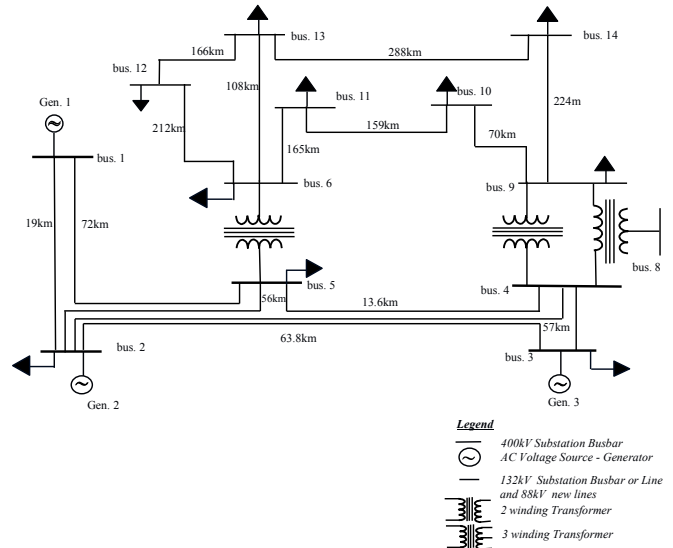 bus. 13
bus. 14
166km
288km
bus. 12
108km
bus. 11
bus. 10
Gen. 1
224m
212km
159km
70km
165km
bus. 1
bus. 6
bus. 9
19km
72km
bus. 8
bus. 5
bus. 4
56km
13.6km
57km
63.8km
bus. 2
bus. 3
Gen. 2
Gen. 3
Legend
400kV Substation Busbar
AC Voltage Source - Generator
132kV Substation Busbar or Line
and 88kV new lines
2 winding Transformer
3 winding Transformer